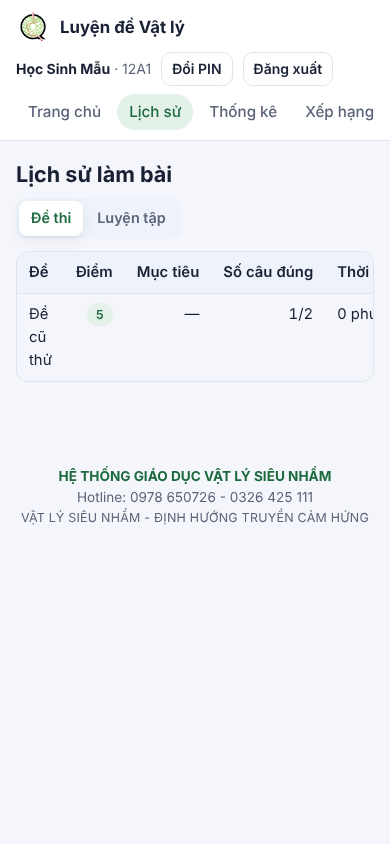 Luyện đề Vật lý
Học Sinh Mẫu · 12A1 Đổi PIN Đăng xuất
Trang chủ Lịch sử Thống kê Xếp hạng
Lịch sử làm bài
Đề thi Luyện tập
Đề Điểm Mục tiêu Số câu đúng Thời
Đề cũ thử 5 — 1/2 0 phú
HỆ THỐNG GIÁO DỤC VẬT LÝ SIÊU NHẨM
Hotline: 0978 650726 - 0326 425 111
VẬT LÝ SIÊU NHẨM - ĐỊNH HƯỚNG TRUYỀN CẢM HỨNG